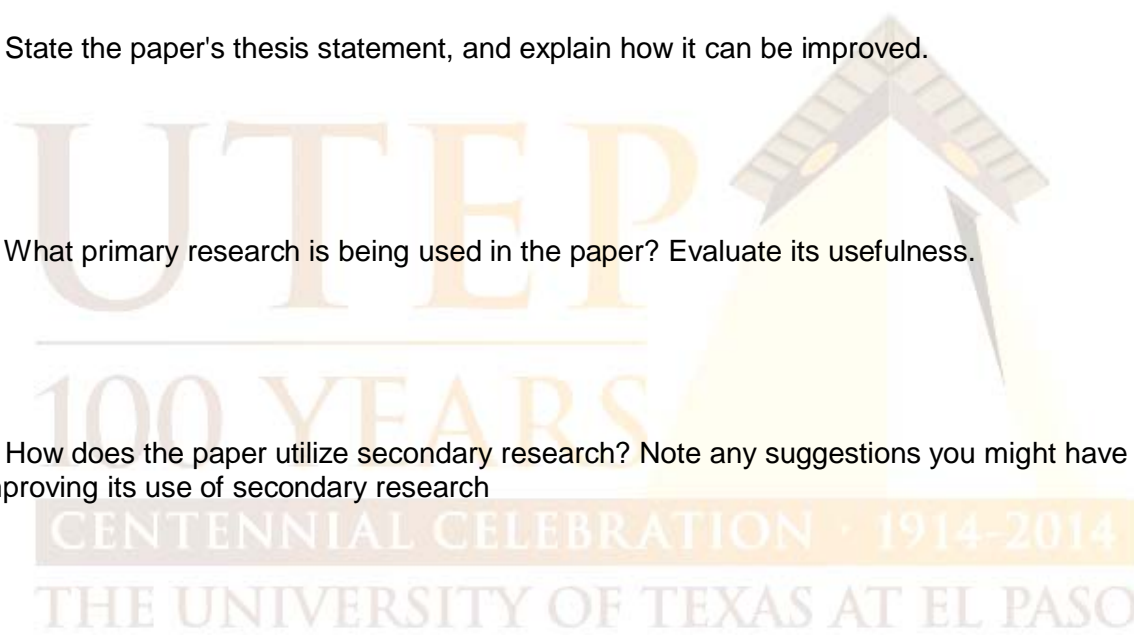 State the paper's thesis statement, and explain how it can be improved.
UTEP
What primary research is being used in the paper? Evaluate its usefulness.
100 YEARS
How does the paper utilize secondary research? Note any suggestions you might have
proving its use of secondary research
CENTENNIAL CELEBRATION · 1914-2014
THE UNIVERSITY OF TEXAS AT EL PASO